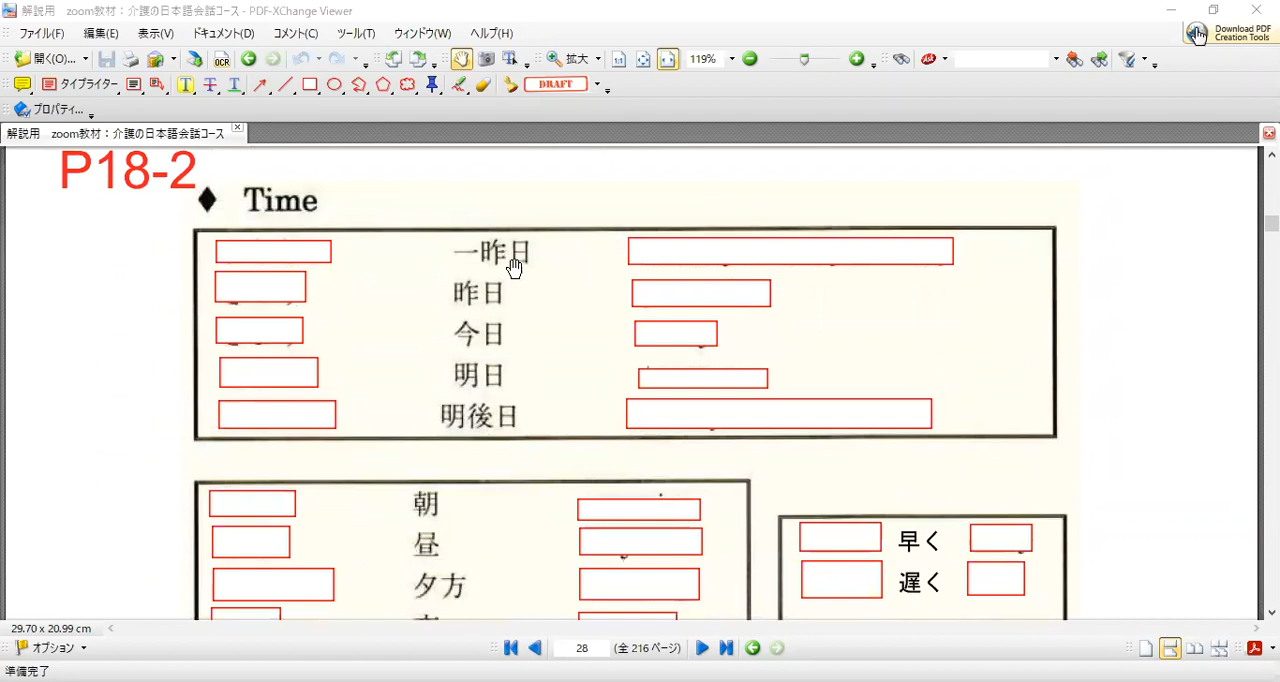 解説用　zoom教材：介護の日本語会話コース - PDF-XChange Viewer
ファイル(F) 編集(E) 表示(V) ドキュメント(D) コメント(C) ツール(T) ウィンドウ(W) ヘルプ(H)
Download PDF
Creation Tools
開く(O)... OCR 拡大 119%
タイプライター DRAFT
プロパティ...
解説用　zoom教材：介護の日本語会話コース
P18-2
◆ Time
一昨日
昨日
今日
明日
明後日
朝
昼
夕方
早く
遅く
29.70 x 20.99 cm
オプション 28 (全 216 ページ)
準備完了